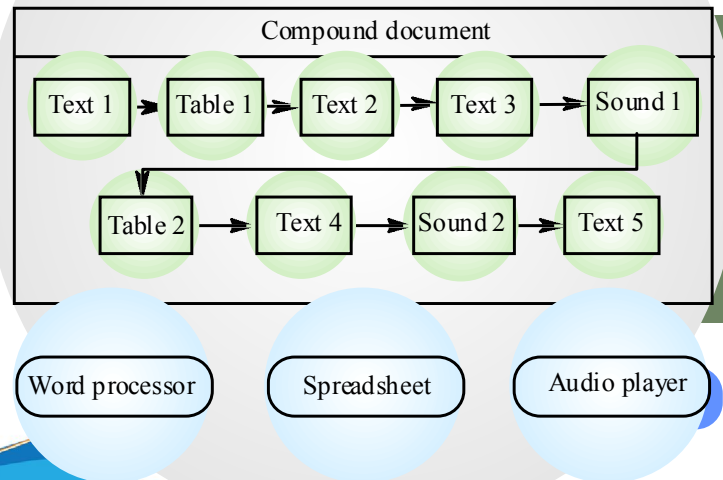 Compound document
Text 1 Table 1 Text 2 Text 3 Sound 1
Table 2 Text 4 Sound 2 Text 5
Word processor Spreadsheet Audio player